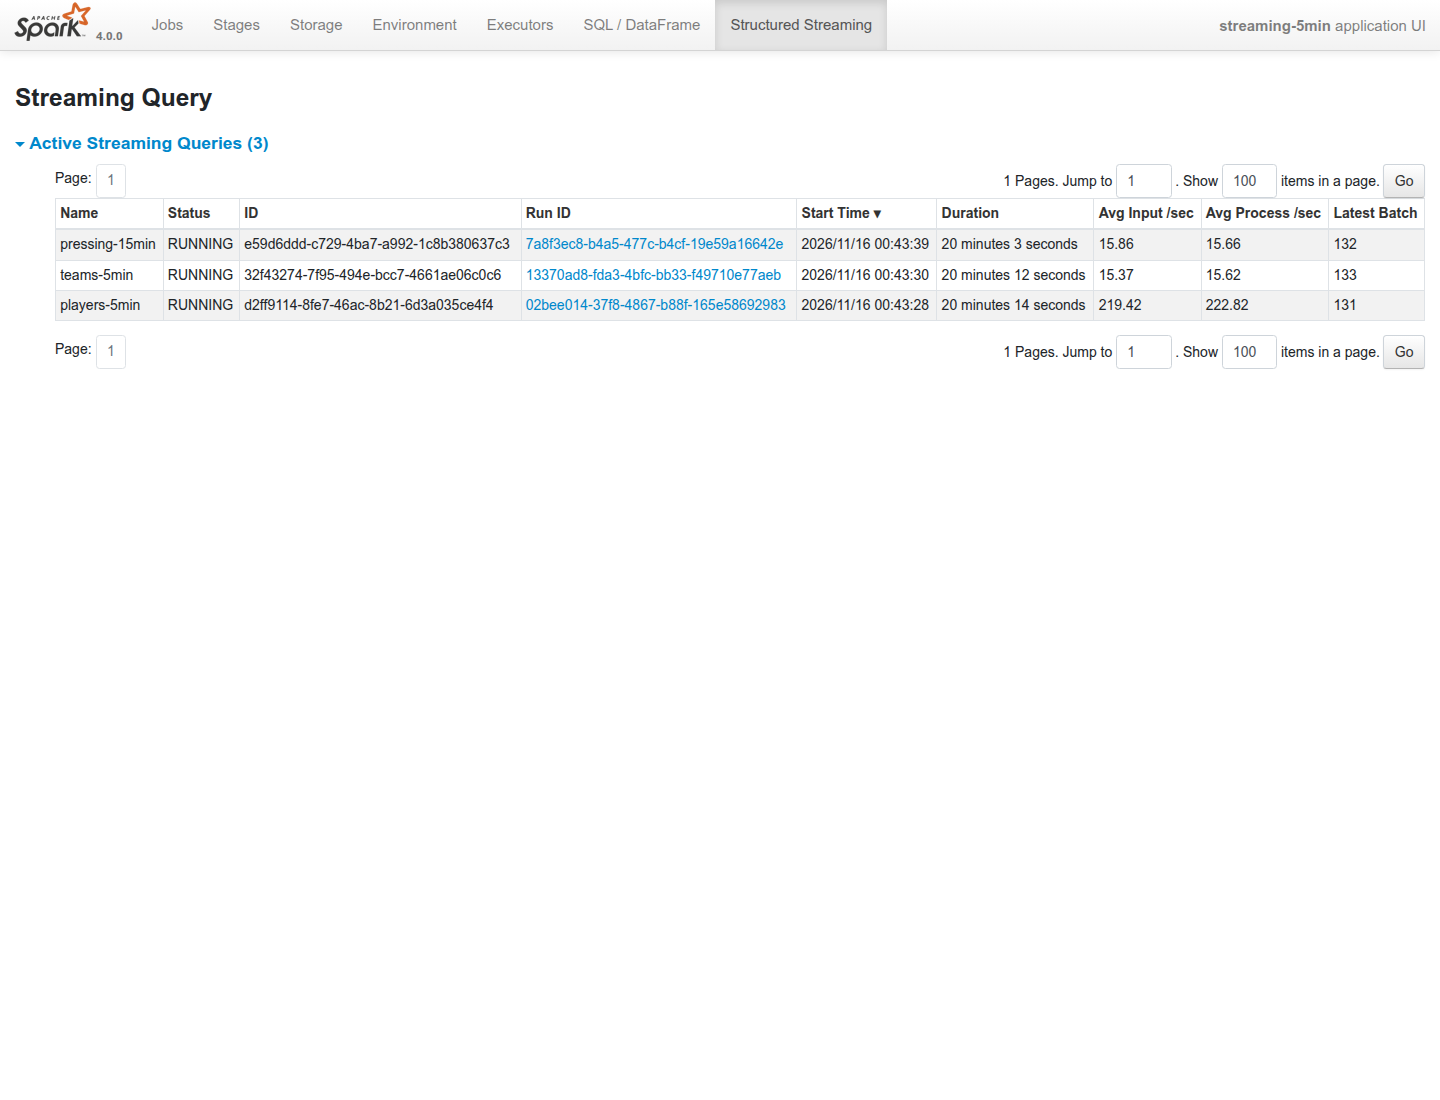 APACHE Spark 4.0.0 Jobs Stages Storage Environment Executors SQL / DataFrame Structured Streaming streaming-5min application UI
Streaming Query
Active Streaming Queries (3)
Page: 1 1 Pages. Jump to 1 . Show 100 items in a page. Go
Name Status ID Run ID Start Time ▾ Duration Avg Input /sec Avg Process /sec Latest Batch
pressing-15min RUNNING e59d6ddd-c729-4ba7-a992-1c8b380637c3 7a8f3ec8-b4a5-477c-b4cf-19e59a16642e 2026/11/16 00:43:39 20 minutes 3 seconds 15.86 15.66 132
teams-5min RUNNING 32f43274-7f95-494e-bcc7-4661ae06c0c6 13370ad8-fda3-4bfc-bb33-f49710e77aeb 2026/11/16 00:43:30 20 minutes 12 seconds 15.37 15.62 133
players-5min RUNNING d2ff9114-8fe7-46ac-8b21-6d3a035ce4f4 02bee014-37f8-4867-b88f-165e58692983 2026/11/16 00:43:28 20 minutes 14 seconds 219.42 222.82 131
Page: 1 1 Pages. Jump to 1 . Show 100 items in a page. Go